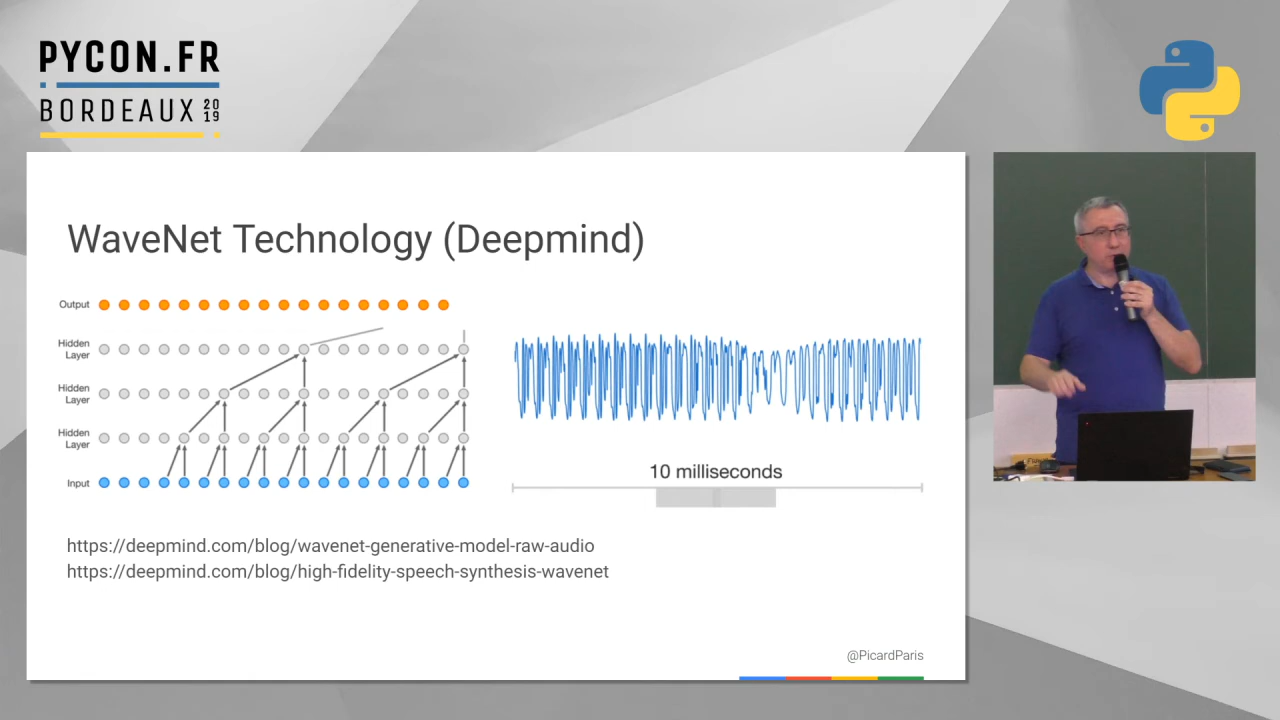 PYCON.FR
BORDEAUX 2019
WaveNet Technology (Deepmind)
Output
Hidden
Layer
Hidden
Layer
Hidden
Layer
Input
10 milliseconds
https://deepmind.com/blog/wavenet-generative-model-raw-audio
https://deepmind.com/blog/high-fidelity-speech-synthesis-wavenet
@PicardParis